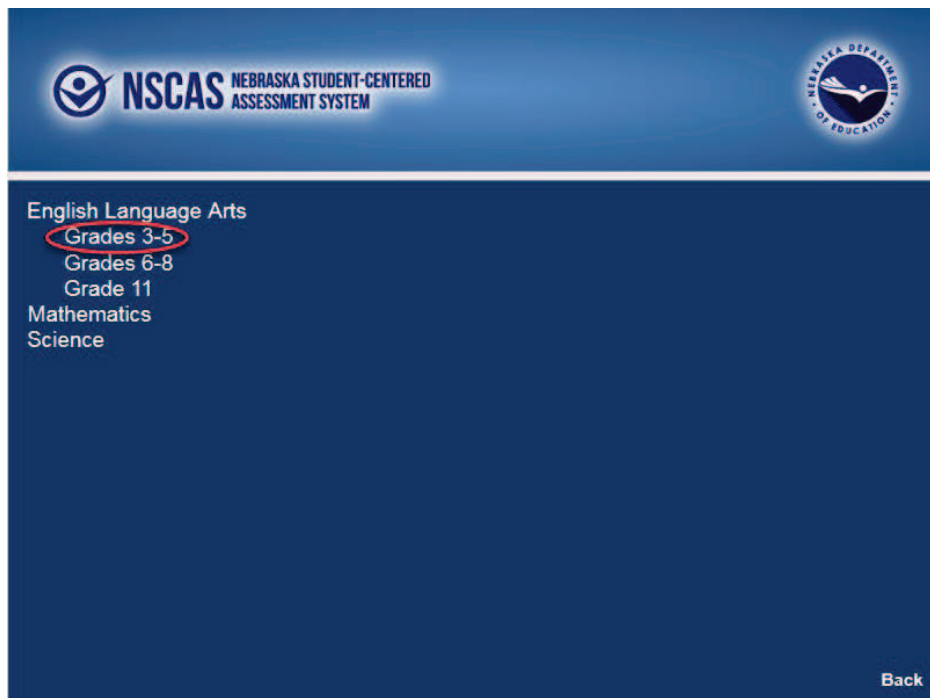 NSCAS NEBRASKA STUDENT-CENTERED
ASSESSMENT SYSTEM
NEBRASKA DEPARTMENT
OF EDUCATION
English Language Arts
Grades 3-5
Grades 6-8
Grade 11
Mathematics
Science
Back